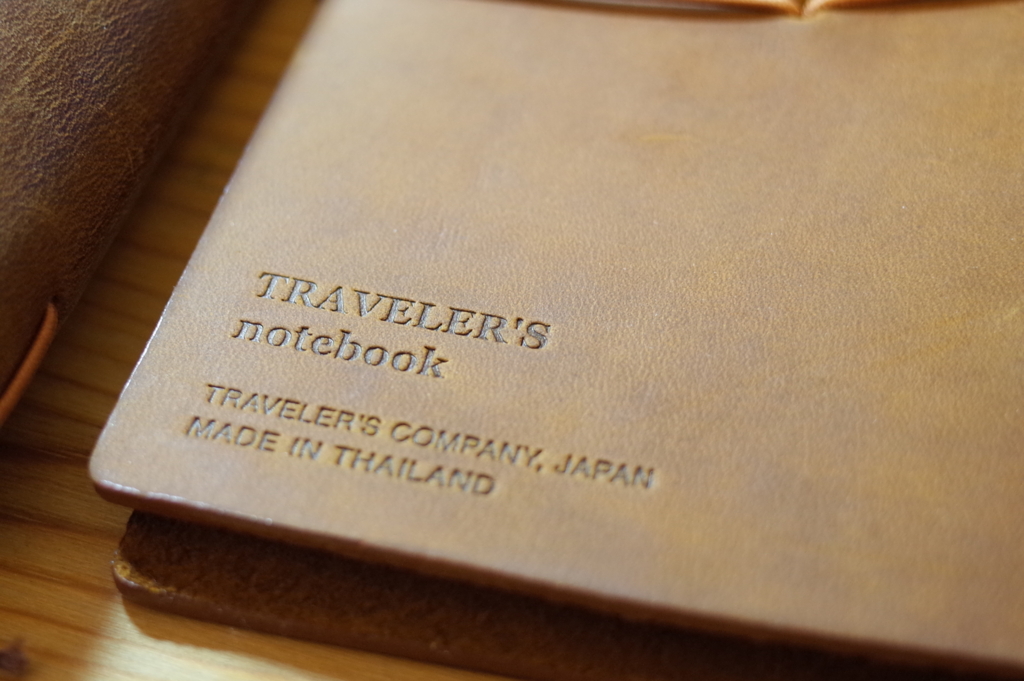 TRAVELER'S
notebook
TRAVELER'S COMPANY, JAPAN
MADE IN THAILAND